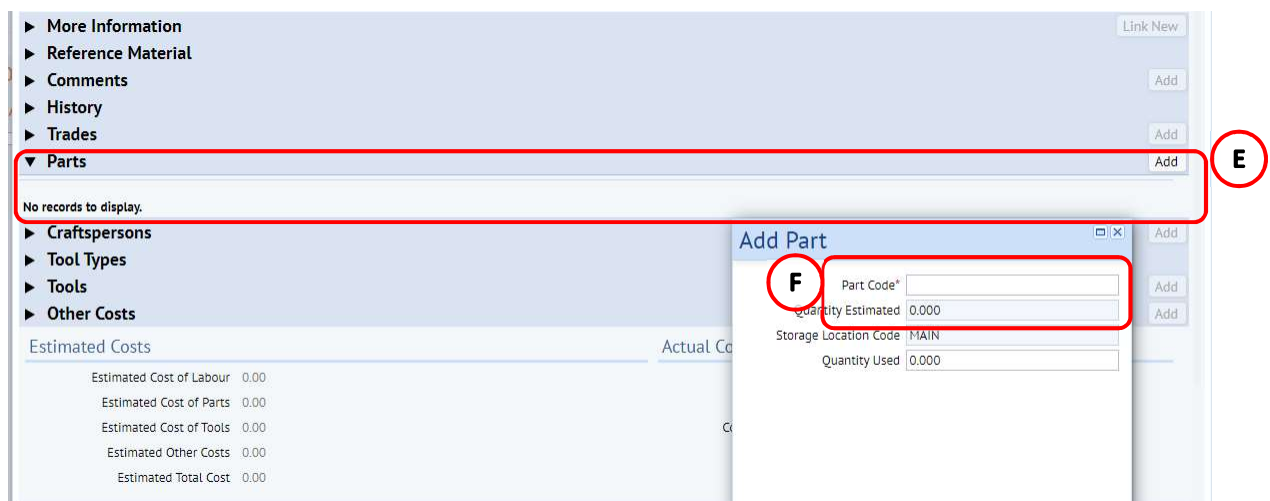 More Information Link New
Reference Material
Comments Add
History
Trades Add
Parts Add
E
No records to display.
Craftspersons Add
Tool Types
Tools Add
Other Costs Add
Add Part
F
Part Code*
Quantity Estimated 0.000
Storage Location Code MAIN
Quantity Used 0.000
Estimated Costs
Estimated Cost of Labour 0.00
Estimated Cost of Parts 0.00
Estimated Cost of Tools 0.00
Estimated Other Costs 0.00
Estimated Total Cost 0.00
Actual Co